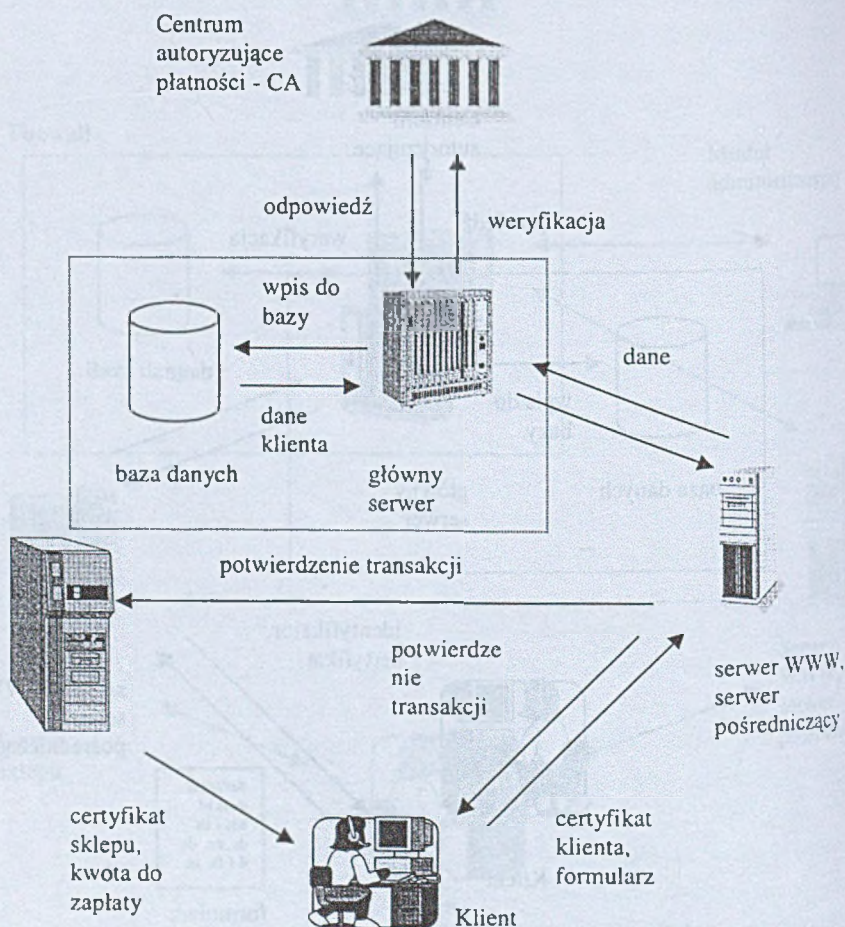 Centrum
autoryzujące
płatności - CA
odpowiedź
weryfikacja
wpis do
bazy
dane
dane
klienta
baza danych
główny
serwer
potwierdzenie transakcji
potwierdze
nie
transakcji
serwer WWW,
serwer
pośredniczący
certyfikat
sklepu,
kwota do
zapłaty
certyfikat
klienta,
formularz
Klient